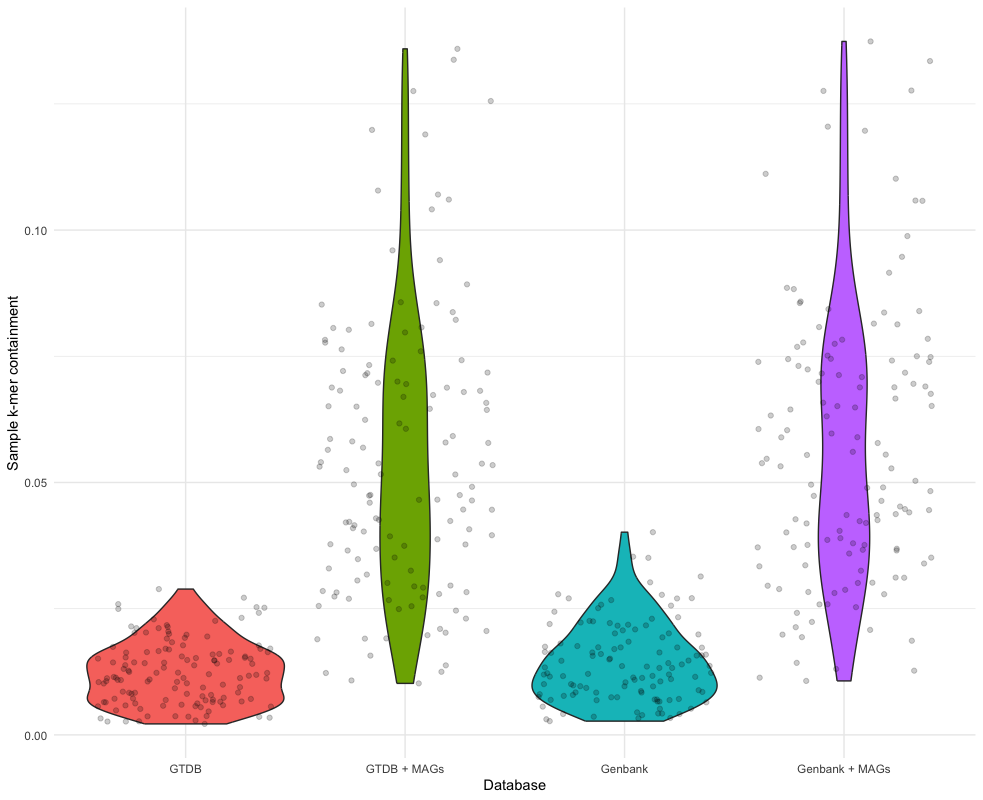 Sample k-mer containment
0.10
0.05
0.00
GTDB
GTDB + MAGs
Genbank
Genbank + MAGs
Database